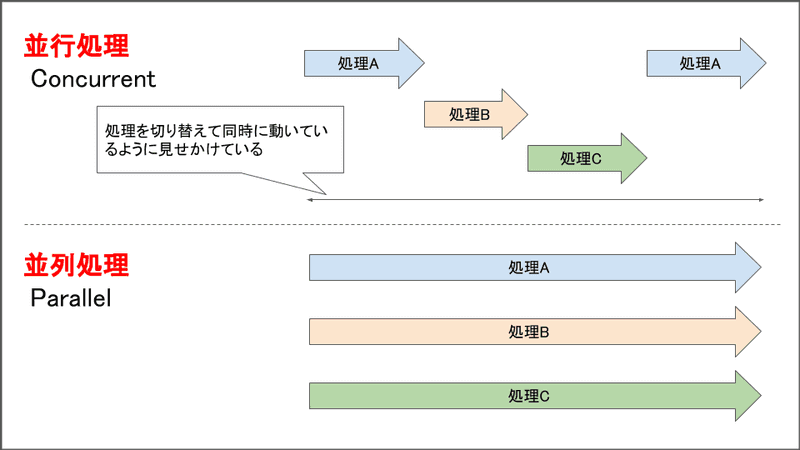 並行処理
Concurrent
処理A
処理A
処理B
処理を切り替えて同時に動いてい
るように見せかけている
処理C
並列処理
Parallel
処理A
処理B
処理C